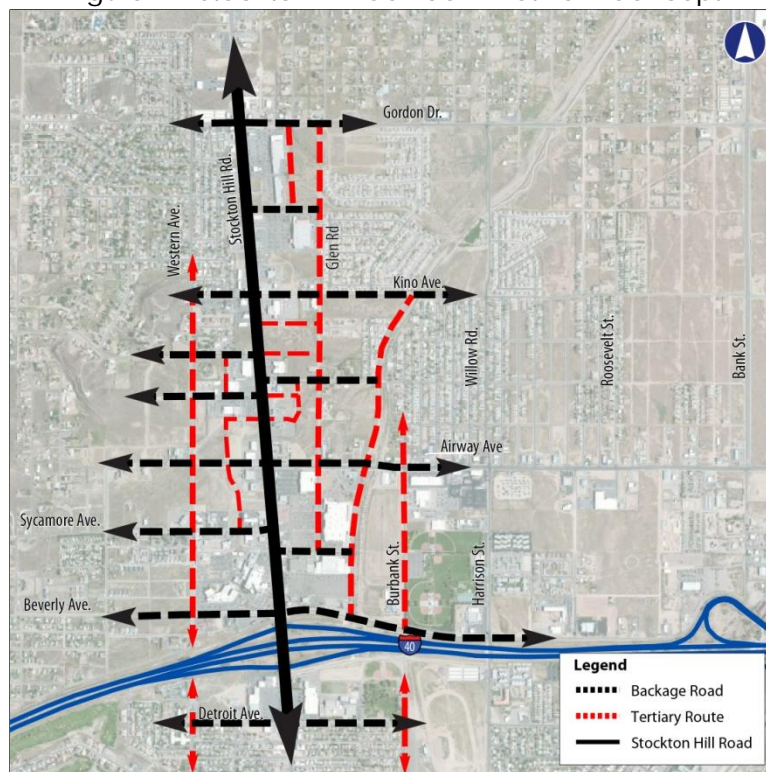 Gordon Dr.
Stockton Hill Rd.
Western Ave.
Glen Rd
Kino Ave.
Willow Rd.
Roosevelt St.
Bank St.
Airway Ave
Sycamore Ave.
Burbank St.
Harrison St.
Beverly Ave.
40
Detroit Ave.
Legend
Backage Road
Tertiary Route
Stockton Hill Road